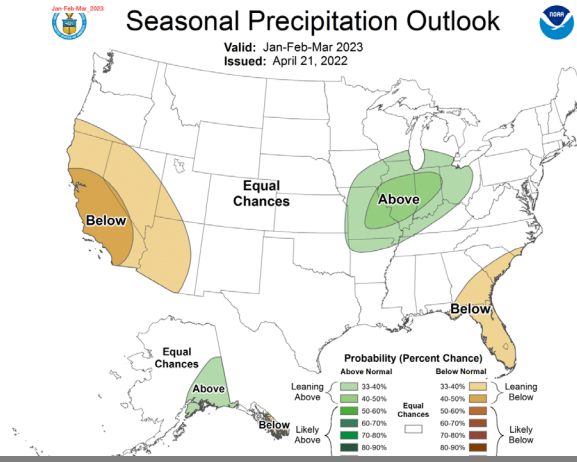 Jan-Feb-Mar_2023
Seasonal Precipitation Outlook
NOAA
Valid: Jan-Feb-Mar 2023
Issued: April 21, 2022
Equal
Chances
Above
Below
Below
Equal
Chances
Above
Below
Probability (Percent Chance)
Above Normal
Below Normal
Leaning
Above
33-40%
40-50%
Likely
Above
50-60%
60-70%
70-80%
80-90%
Equal
Chances
33-40%
40-50%
Leaning
Below
50-60%
60-70%
70-80%
80-90%
Likely
Below